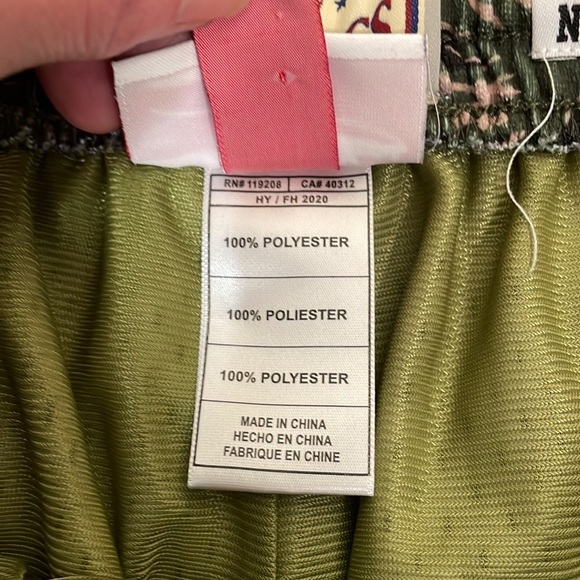 RN# 119208 CA# 40312
HY / FH 2020
100% POLYESTER
100% POLIESTER
100% POLYESTER
MADE IN CHINA
HECHO EN CHINA
FABRIQUE EN CHINE